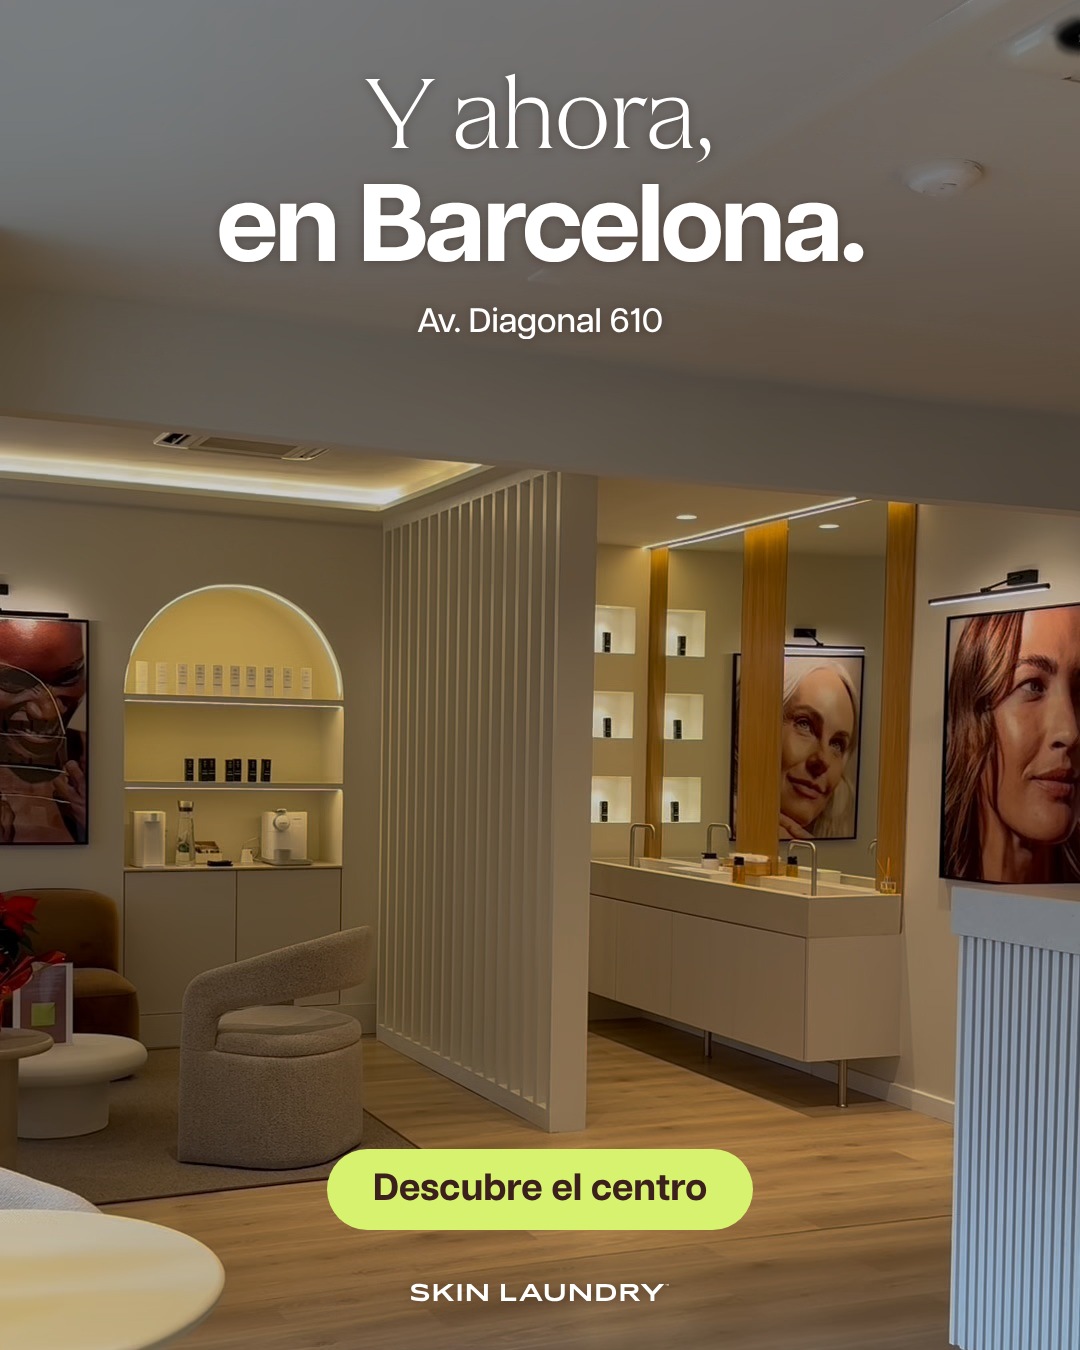 Y ahora,
en Barcelona.
Av. Diagonal 610
Descubre el centro
SKIN LAUNDRY